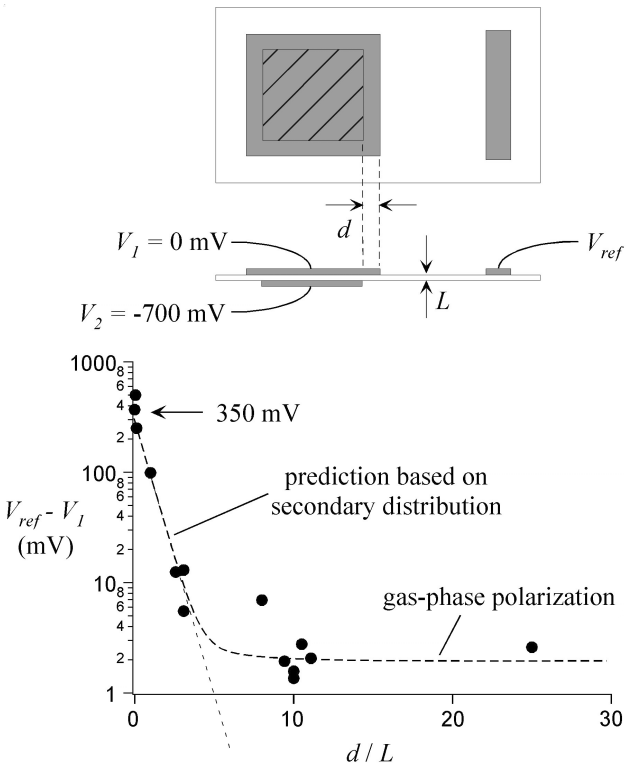 d
V1 = 0 mV
Vref
V2 = -700 mV
L
1000
8
6
4
350 mV
2
100
8
6
4
2
10
8
6
4
2
1
prediction based on
secondary distribution
Vref - V1
(mV)
gas-phase polarization
0
10
20
30
d / L